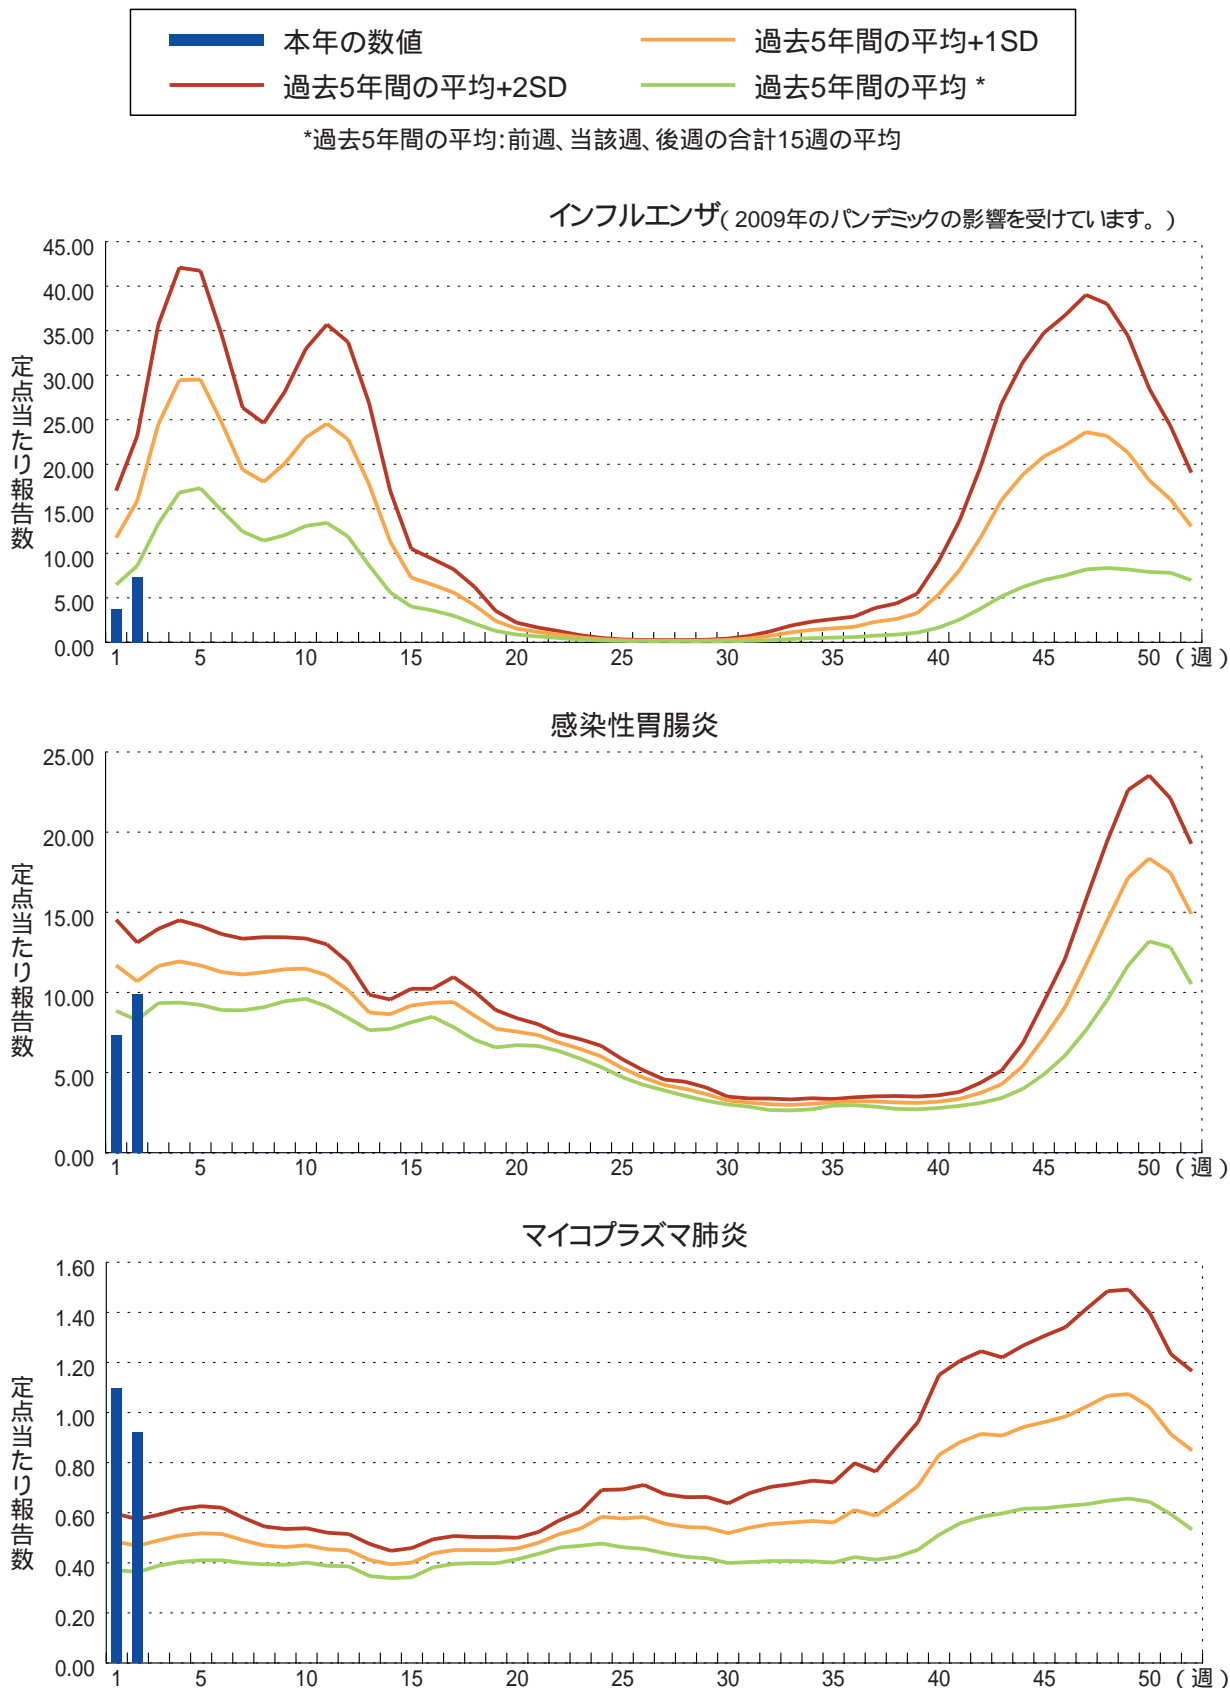 本年の数値
過去5年間の平均+1SD
過去5年間の平均+2SD
過去5年間の平均 *
*過去5年間の平均:前週、当該週、後週の合計15週の平均
インフルエンザ( 2009年のパンデミックの影響を受けています。 )
定点当たり報告数
45.00
40.00
35.00
30.00
25.00
20.00
15.00
10.00
5.00
0.00
1 5 10 15 20 25 30 35 40 45 50 (週)
感染性胃腸炎
定点当たり報告数
25.00
20.00
15.00
10.00
5.00
0.00
1 5 10 15 20 25 30 35 40 45 50 (週)
マイコプラズマ肺炎
定点当たり報告数
1.60
1.40
1.20
1.00
0.80
0.60
0.40
0.20
0.00
1 5 10 15 20 25 30 35 40 45 50 (週)